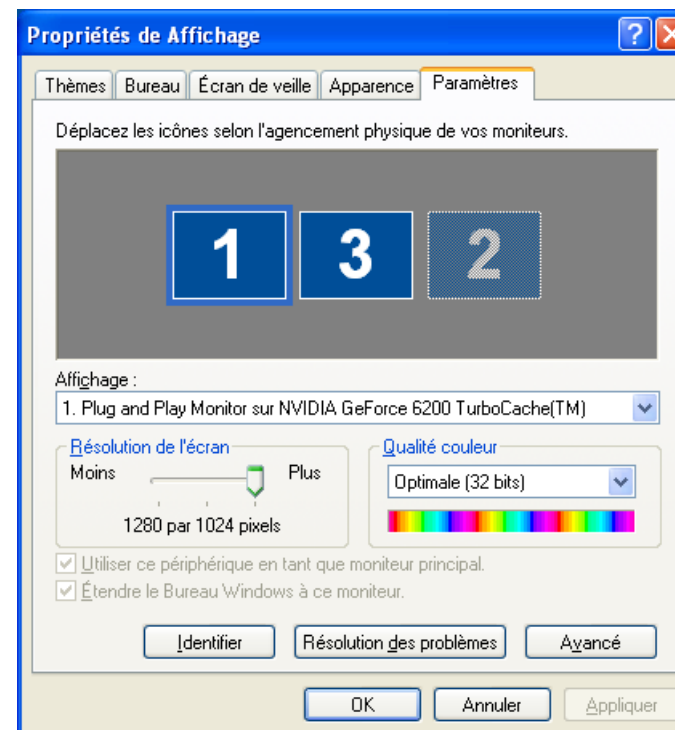 Propriétés de Affichage
Thèmes Bureau Écran de veille Apparence Paramètres
Déplacez les icônes selon l'agencement physique de vos moniteurs.
1 3 2
Affichage :
1. Plug and Play Monitor sur NVIDIA GeForce 6200 TurboCache(TM)
Résolution de l'écran
Moins Plus
1280 par 1024 pixels
Qualité couleur
Optimale (32 bits)
Utiliser ce périphérique en tant que moniteur principal.
Étendre le Bureau Windows à ce moniteur.
Identifier Résolution des problèmes Avancé
OK Annuler Appliquer